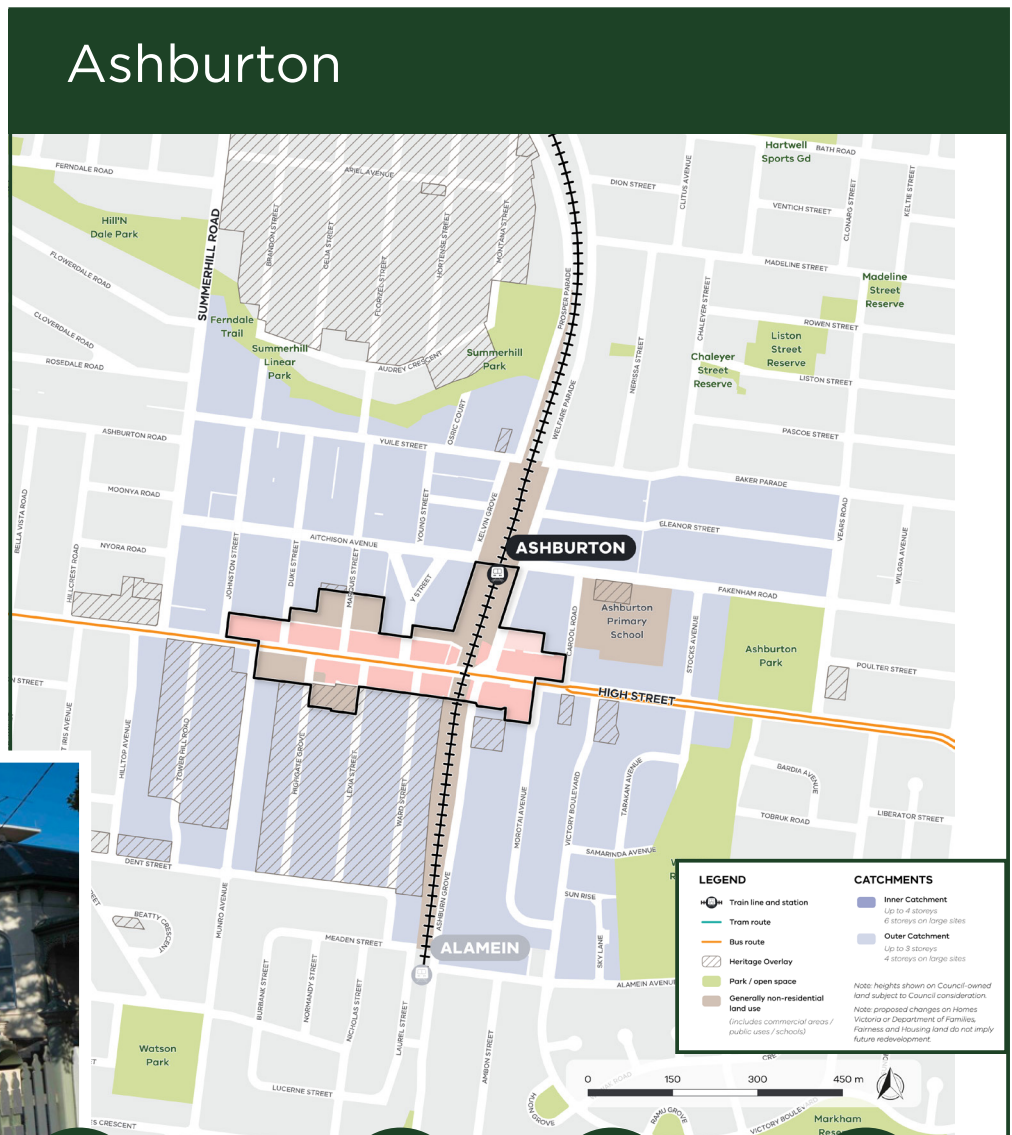 Ashburton
Hartwell
Sports Gd
BATH ROAD
FERNDALE ROAD
ARIEL AVENUE
DION STREET
CLITUS AVENUE
KELTIE STREET
CLONARG STREET
VENTICH STREET
Hill'N
Dale Park
SUMMERHILL ROAD
BRANDON STREET
CELIA STREET
FLORIZEL STREET
HORTENSE STREET
MONTANA STREET
FLOWERDALE ROAD
MADELINE STREET
Madeline
Street
Reserve
PROSPER PARADE
CHALEYER STREET
CLOVERDALE ROAD
Ferndale
Trail
ROWEN STREET
Liston
Street
Reserve
Summerhill
Linear
Park
Summerhill
Park
AUDREY CRESCENT
NERISSA STREET
Chaleyer
Street
Reserve
ROSEDALE ROAD
LISTON STREET
WELFARE PARADE
OSRIC COURT
ASHBURTON ROAD
YUILE STREET
PASCOE STREET
BAKER PARADE
MOONYA ROAD
BELLA VISTA ROAD
YOUNG STREET
KELVIN GROVE
YEARS ROAD
ELEANOR STREET
AITCHISON AVENUE
NYORA ROAD
ASHBURTON
WILGRA AVENUE
HILLCREST ROAD
JOHNSTON STREET
DUKE STREET
MARQUIS STREET
Y STREET
FAKENHAM ROAD
Ashburton
Primary
School
CAROOL ROAD
STOCKS AVENUE
Ashburton
Park
POULTER STREET
N STREET
HIGH STREET
T IRIS AVENUE
HILLTOP AVENUE
TOWER HILL ROAD
HIGHGATE GROVE
LEXIA STREET
WARD STREET
MOROTAI AVENUE
VICTORY BOULEVARD
TARAKAN AVENUE
BARDIA AVENUE
TOBRUK ROAD
LIBERATOR STREET
DENT STREET
SAMARINDA AVENUE
SUN RISE
MUNRO AVENUE
ASHBURN GROVE
BEATTY CRESCENT
REET
MEADEN STREET
ALAMEIN
SKY LANE
ALAMEIN AVENUE
BURBANK STREET
NORMANDY STREET
NICHOLAS STREET
LAUREL STREET
AMBON STREET
Watson
Park
LUCERNE STREET
ES CRESCENT
W
R
LEGEND
Train line and station
Tram route
Bus route
Heritage Overlay
Park / open space
Generally non-residential
land use
(includes commercial areas /
public uses / schools)
CATCHMENTS
Inner Catchment
Up to 4 storeys
6 storeys on large sites
Outer Catchment
Up to 3 storeys
4 storeys on large sites
Note: heights shown on Council-owned
land subject to Council consideration.
Note: proposed changes on Homes
Victoria or Department of Families,
Fairness and Housing land do not imply
future redevelopment.
CRE
0 150 300 450 m
ROAD
HUON GROVE
RAMU GROVE
VICTORY BOULEVARD
Markham
Rese